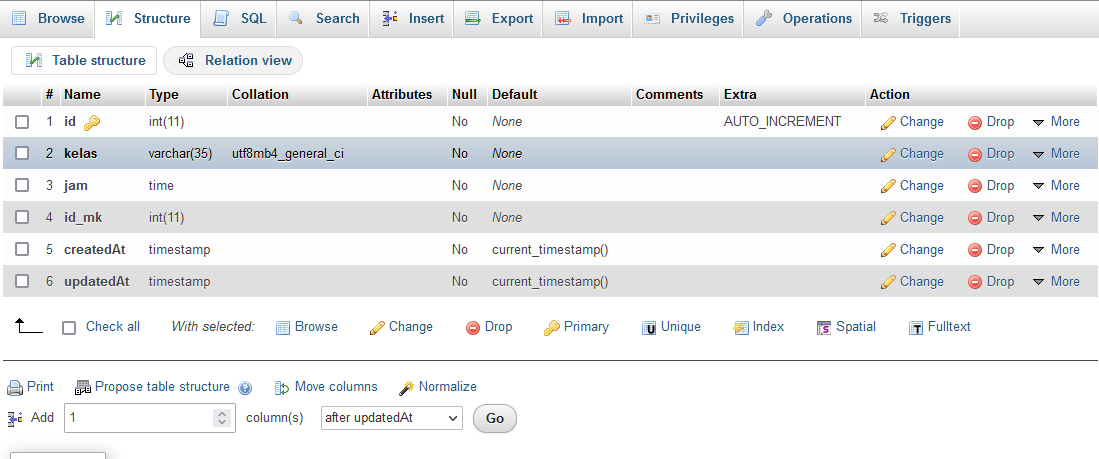 Browse Structure SQL Search Insert Export Import Privileges Operations Triggers
Table structure Relation view
# Name Type Collation Attributes Null Default Comments Extra Action
1 id int(11) No None AUTO_INCREMENT Change Drop More
2 kelas varchar(35) utf8mb4_general_ci No None Change Drop More
3 jam time No None Change Drop More
4 id_mk int(11) No None Change Drop More
5 createdAt timestamp No current_timestamp() Change Drop More
6 updatedAt timestamp No current_timestamp() Change Drop More
Check all With selected: Browse Change Drop Primary Unique Index Spatial Fulltext
Print Propose table structure Move columns Normalize
Add 1 column(s) after updatedAt Go